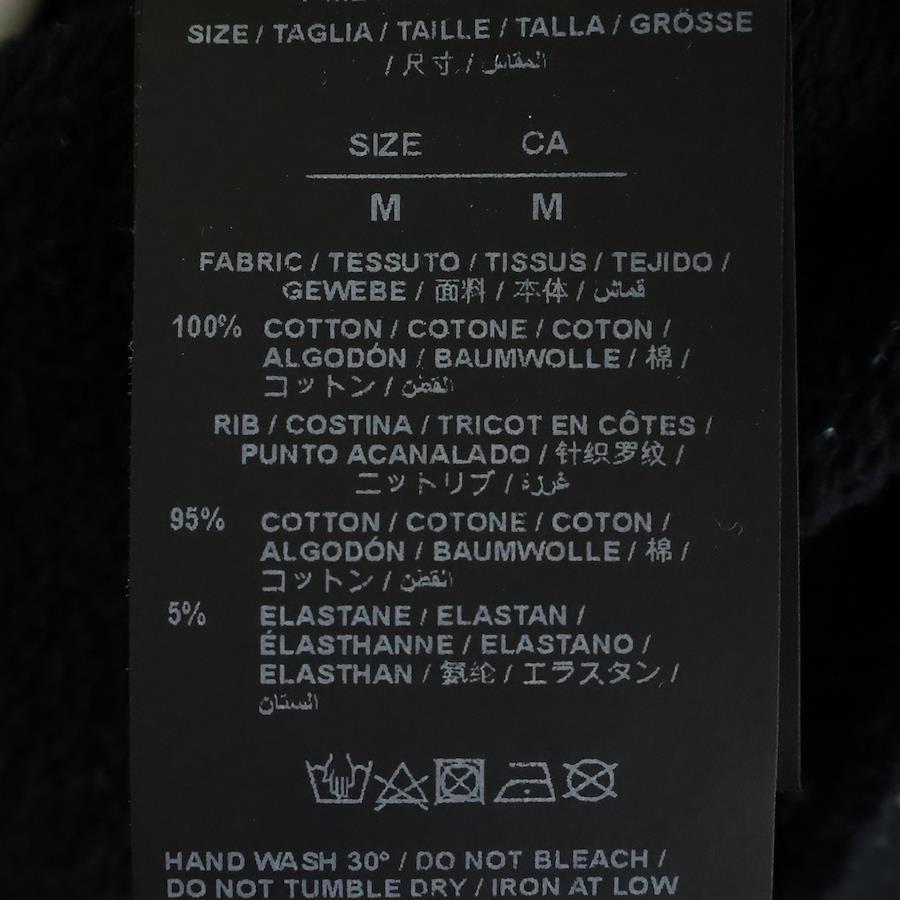 SIZE / TAGLIA / TAILLE / TALLA / GRÖSSE
/ 尺寸 / المقاس
SIZE CA
M M
FABRIC / TESSUTO / TISSUS / TEJIDO /
GEWEBE / 面料 / 本体 / قماش
100% COTTON / COTONE / COTON /
ALGODÓN / BAUMWOLLE / 棉 /
コットン / القطن
RIB / COSTINA / TRICOT EN CÔTES /
PUNTO ACANALADO / 针织罗纹 /
ニットリブ / غرزة
95% COTTON / COTONE / COTON /
ALGODÓN / BAUMWOLLE / 棉 /
コットン / القطن
5% ELASTANE / ELASTAN /
ÉLASTHANNE / ELASTANO /
ELASTHAN / 氨纶 / エラスタン /
الستان
HAND WASH 30° / DO NOT BLEACH /
DO NOT TUMBLE DRY / IRON AT LOW